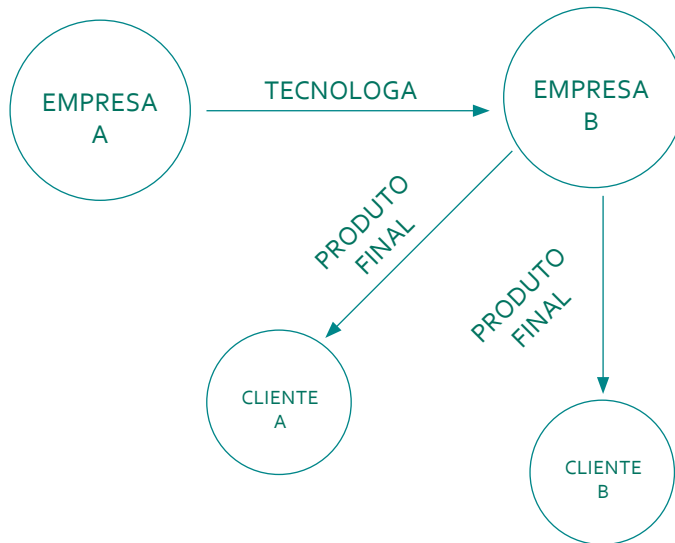 EMPRESA
A
TECNOLOGA
EMPRESA
B
PRODUTO
FINAL
PRODUTO
FINAL
CLIENTE
A
CLIENTE
B